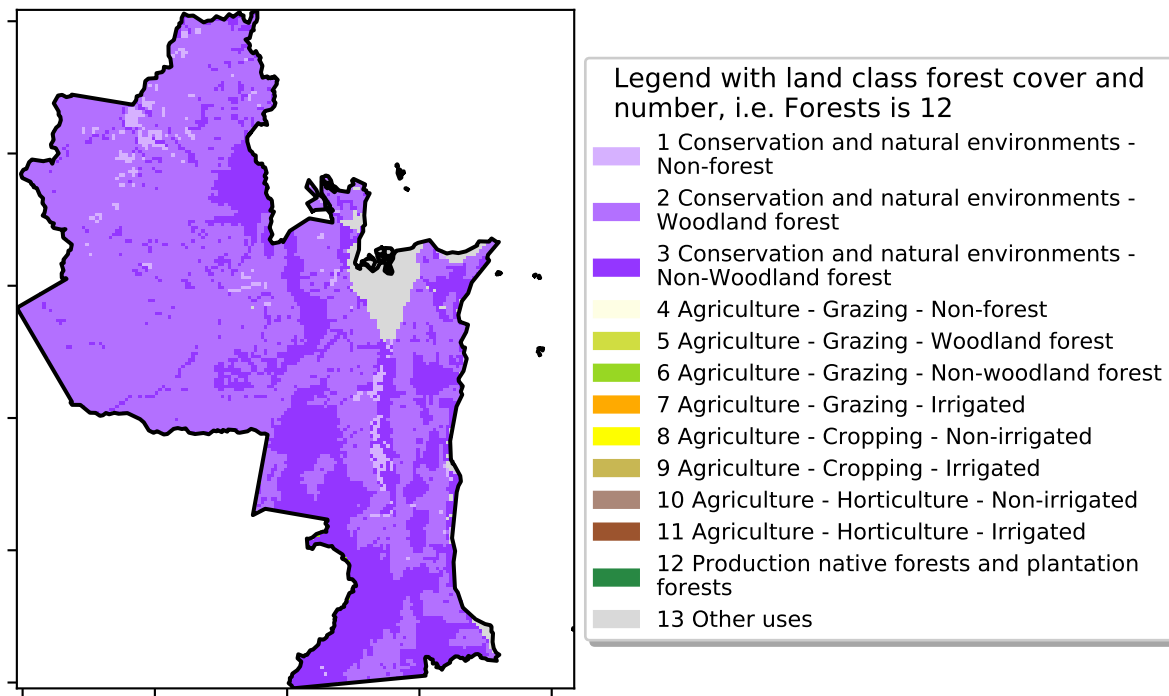 Legend with land class forest cover and
number, i.e. Forests is 12
1 Conservation and natural environments -
Non-forest
2 Conservation and natural environments -
Woodland forest
3 Conservation and natural environments -
Non-Woodland forest
4 Agriculture - Grazing - Non-forest
5 Agriculture - Grazing - Woodland forest
6 Agriculture - Grazing - Non-woodland forest
7 Agriculture - Grazing - Irrigated
8 Agriculture - Cropping - Non-irrigated
9 Agriculture - Cropping - Irrigated
10 Agriculture - Horticulture - Non-irrigated
11 Agriculture - Horticulture - Irrigated
12 Production native forests and plantation
forests
13 Other uses